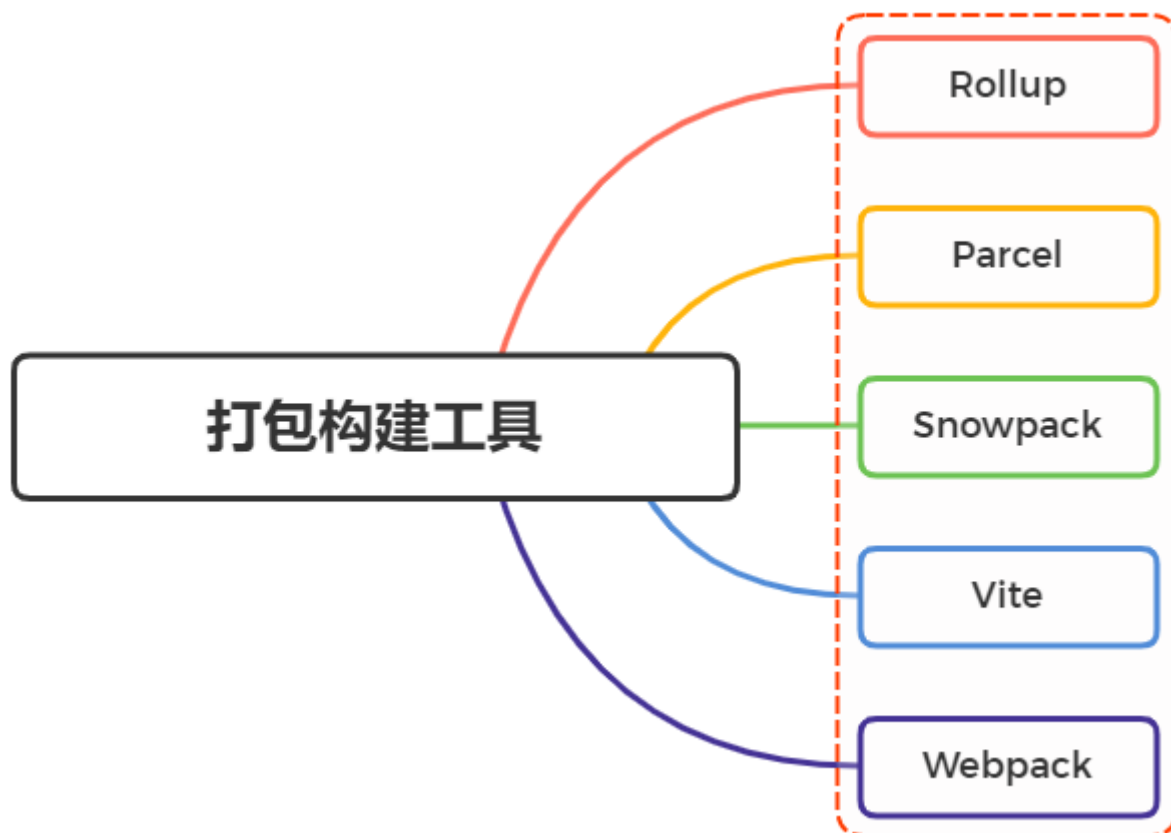 Rollup
Parcel
打包构建工具
Snowpack
Vite
Webpack